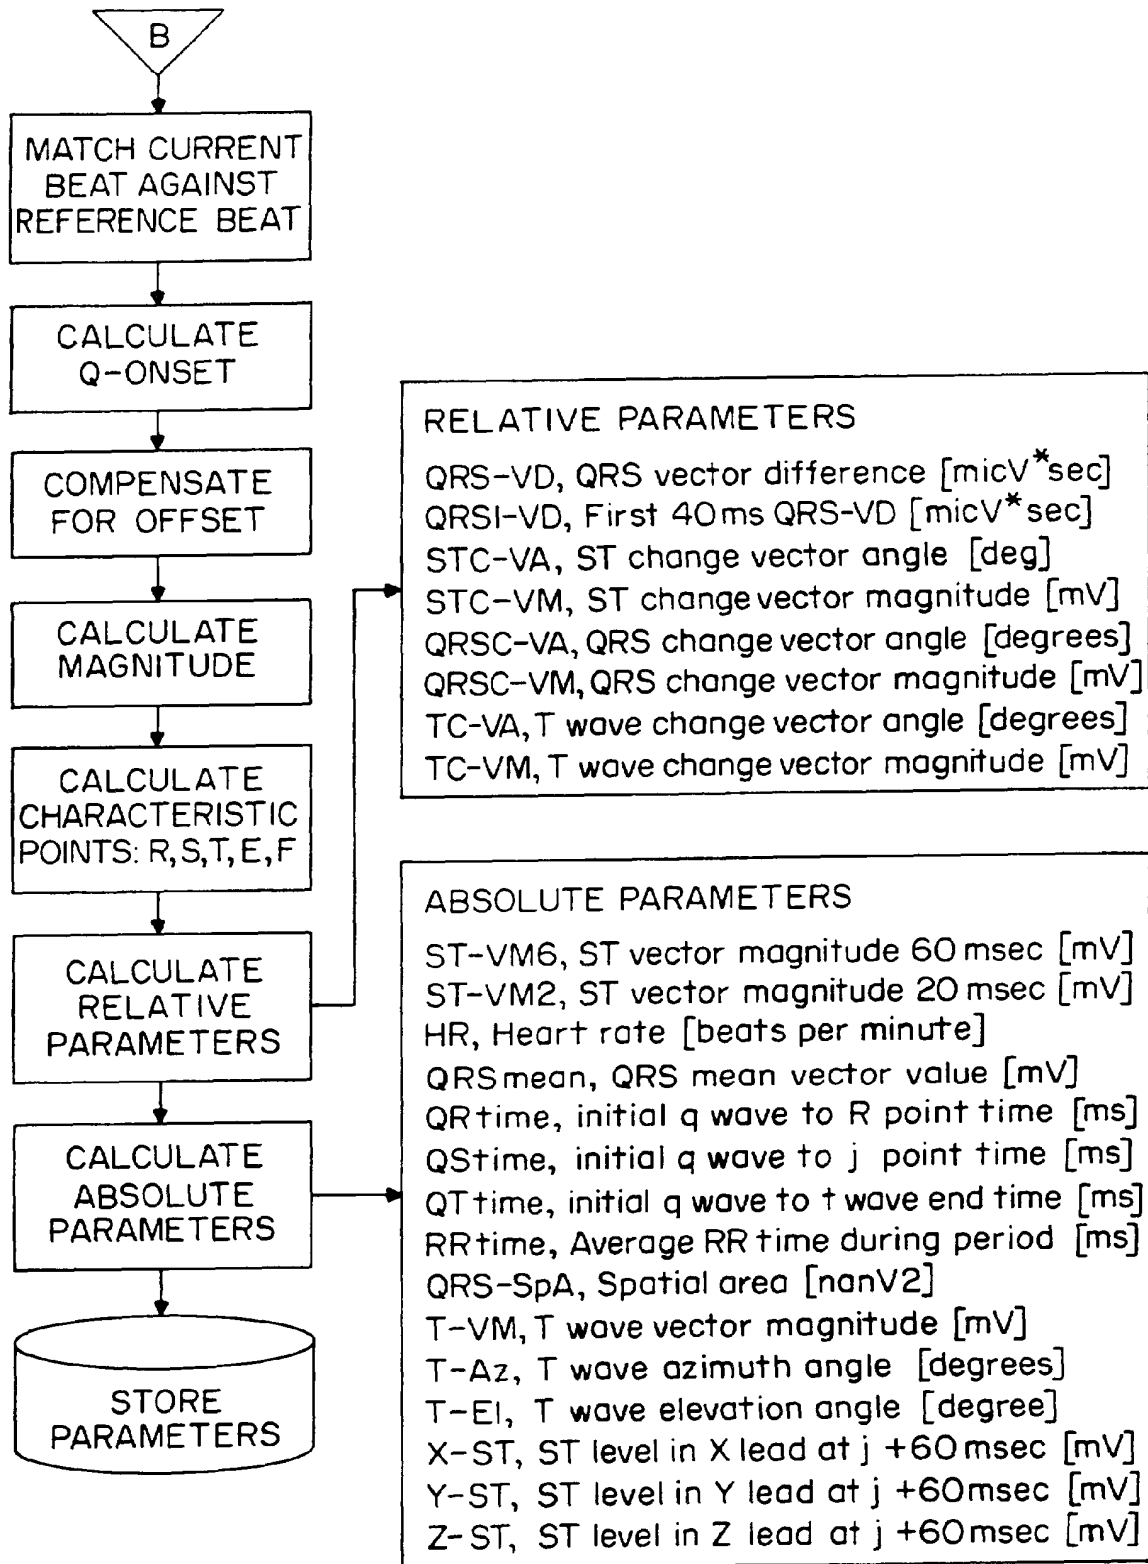 B
MATCH CURRENT
BEAT AGAINST
REFERENCE BEAT
CALCULATE
Q-ONSET
COMPENSATE
FOR OFFSET
CALCULATE
MAGNITUDE
CALCULATE
CHARACTERISTIC
POINTS: R,S,T,E,F
CALCULATE
RELATIVE
PARAMETERS
CALCULATE
ABSOLUTE
PARAMETERS
STORE
PARAMETERS
RELATIVE PARAMETERS
QRS-VD, QRS vector difference [micV*sec]
QRSI-VD, First 40ms QRS-VD [micV*sec]
STC-VA, ST change vector angle [deg]
STC-VM, ST change vector magnitude [mV]
QRSC-VA, QRS change vector angle [degrees]
QRSC-VM, QRS change vector magnitude [mV]
TC-VA, T wave change vector angle [degrees]
TC-VM, T wave change vector magnitude [mV]
ABSOLUTE PARAMETERS
ST-VM6, ST vector magnitude 60 msec [mV]
ST-VM2, ST vector magnitude 20 msec [mV]
HR, Heart rate [beats per minute]
QRSmean, QRS mean vector value [mV]
QRtime, initial q wave to R point time [ms]
QStime, initial q wave to j point time [ms]
QTtime, initial q wave to t wave end time [ms]
RRtime, Average RR time during period [ms]
QRS-SpA, Spatial area [nanV2]
T-VM, T wave vector magnitude [mV]
T-Az, T wave azimuth angle [degrees]
T-El, T wave elevation angle [degree]
X-ST, ST level in X lead at j +60msec [mV]
Y-ST, ST level in Y lead at j +60msec [mV]
Z-ST, ST level in Z lead at j +60msec [mV]